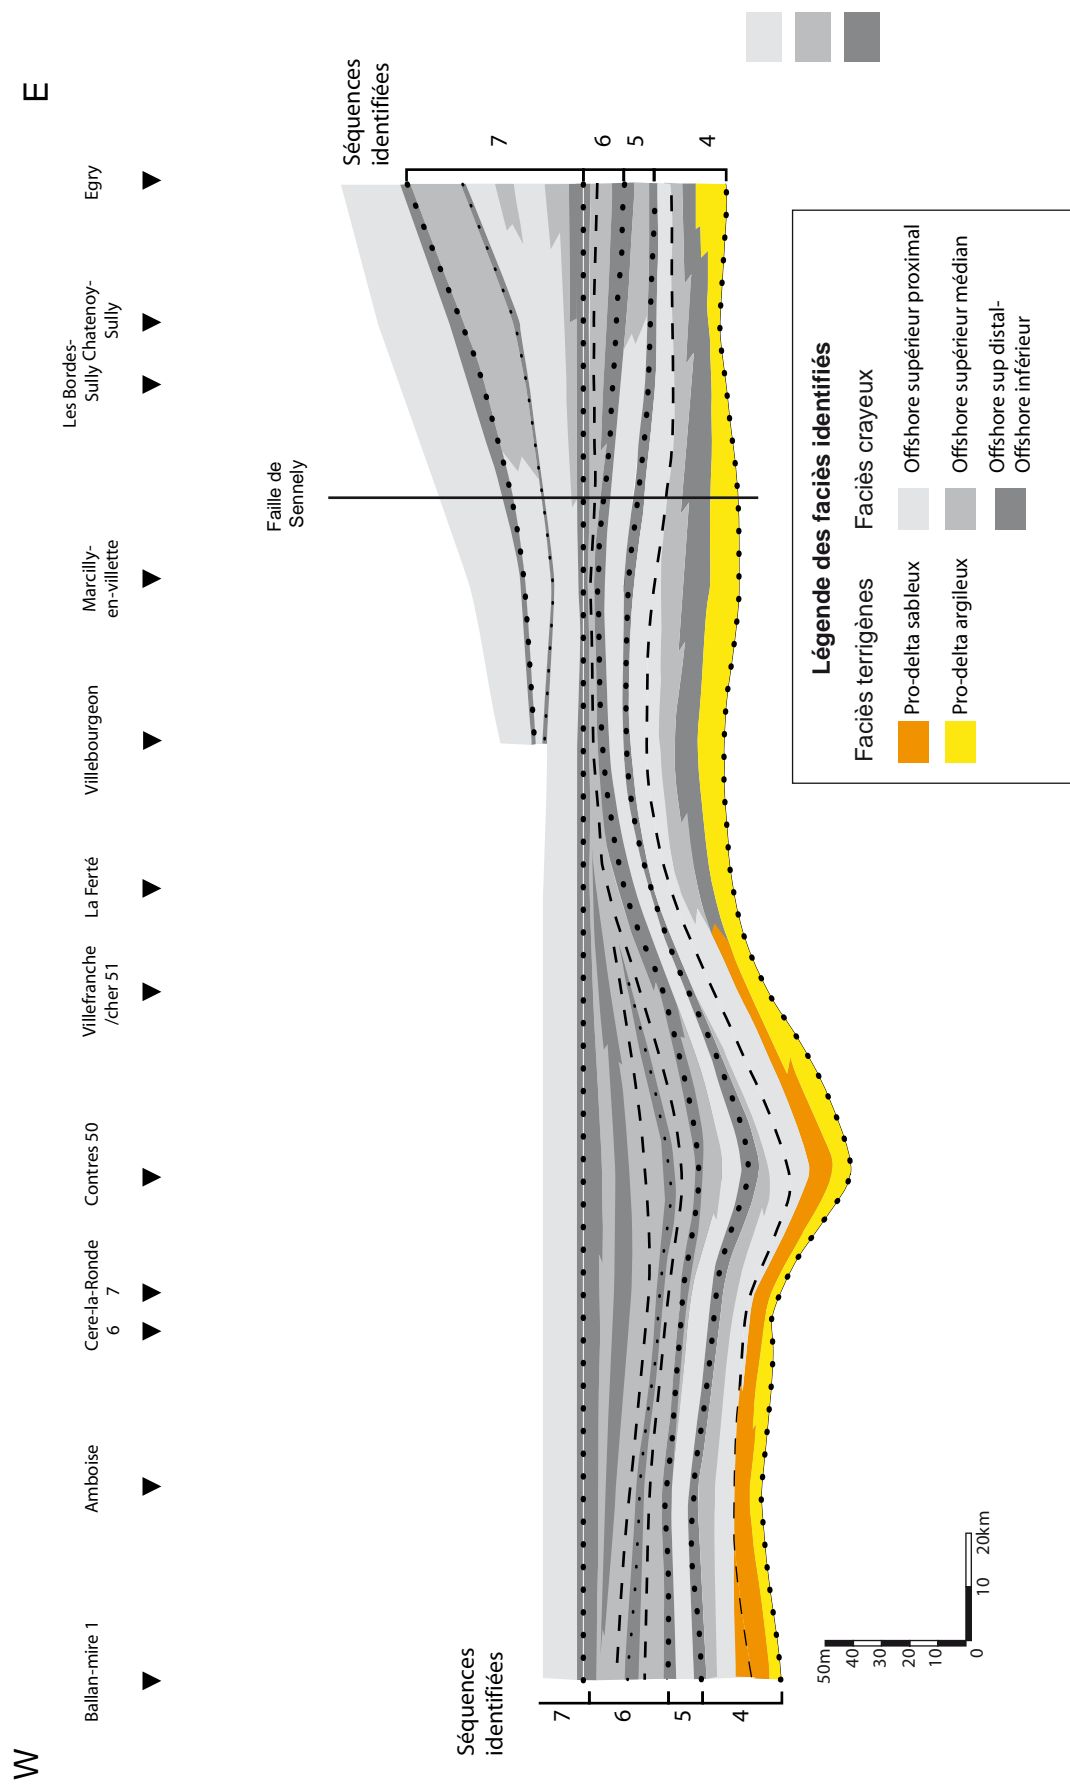 W
E
Ballan-mire 1
Amboise
Cere-la-Ronde
6 7
Contres 50
Villefranche
/cher 51
La Ferté
Villebourgeon
Marcilly-
en-villette
Faille de
Sennely
Les Bordes-
Sully Chatenoy-
Sully
Egry
Séquences
identifiées
7
6
5
4
Séquences
identifiées
7
6
5
4
50m
40
30
20
10
0
10 20km
Légende des faciès identifiés
Faciès terrigènes Faciès crayeux
Pro-delta sableux Offshore supérieur proximal
Pro-delta argileux Offshore supérieur médian
Offshore sup distal-
Offshore inférieur